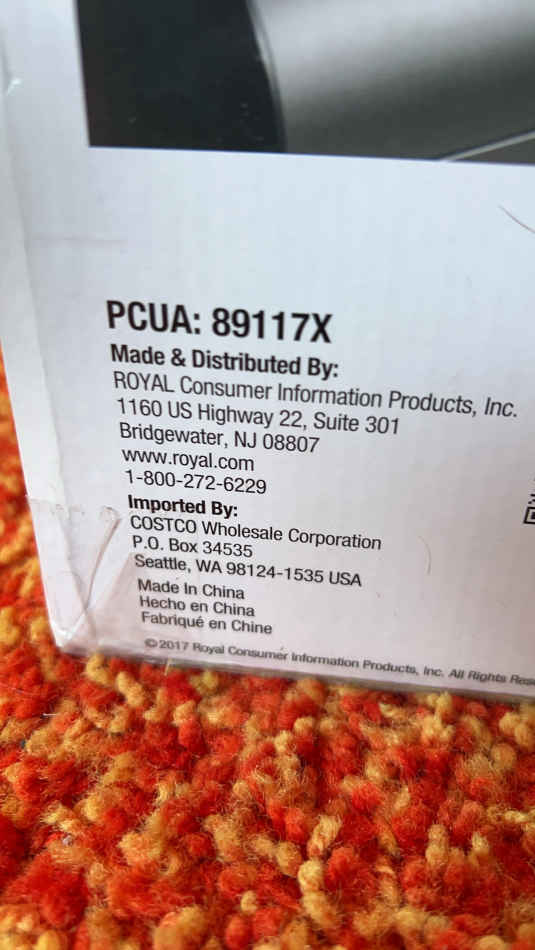 PCUA: 89117X
Made & Distributed By:
ROYAL Consumer Information Products, Inc.
1160 US Highway 22, Suite 301
Bridgewater, NJ 08807
www.royal.com
1-800-272-6229
Imported By:
COSTCO Wholesale Corporation
P.O. Box 34535
Seattle, WA 98124-1535 USA
Made In China
Hecho en China
Fabriqué en Chine
©2017 Royal Consumer Information Products, Inc. All Rights